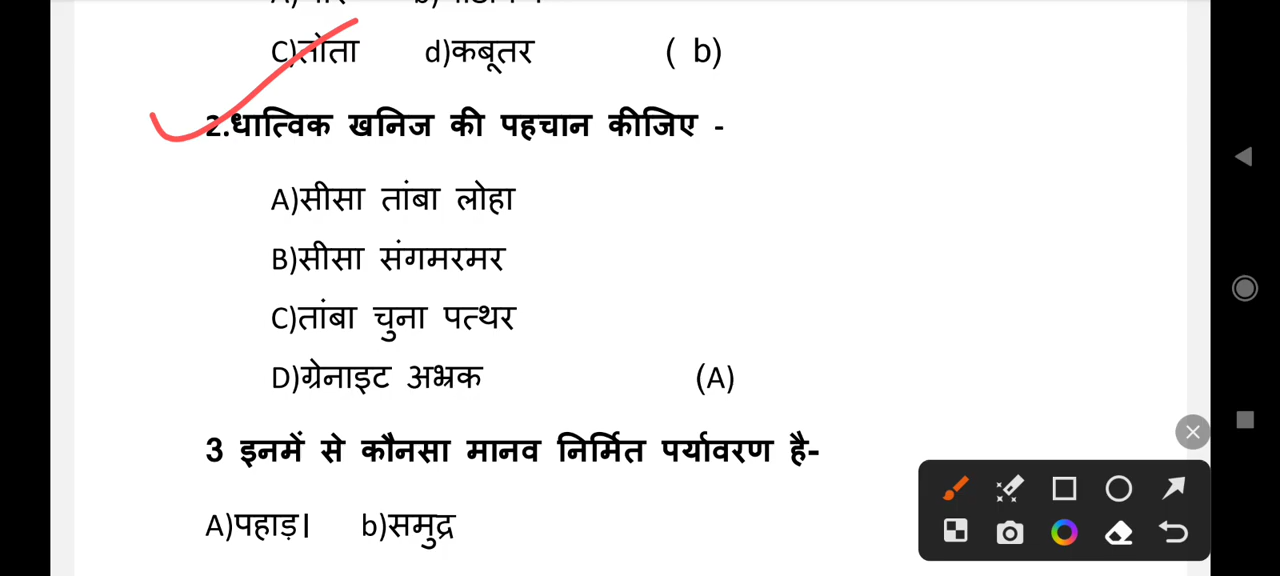 C)तोता d)कबूतर ( b)
2.धात्विक खनिज की पहचान कीजिए -
A)सीसा तांबा लोहा
B)सीसा संगमरमर
C)तांबा चुना पत्थर
D)ग्रेनाइट अभ्रक (A)
3 इनमें से कौनसा मानव निर्मित पर्यावरण है-
A)पहाड़। b)समुद्र